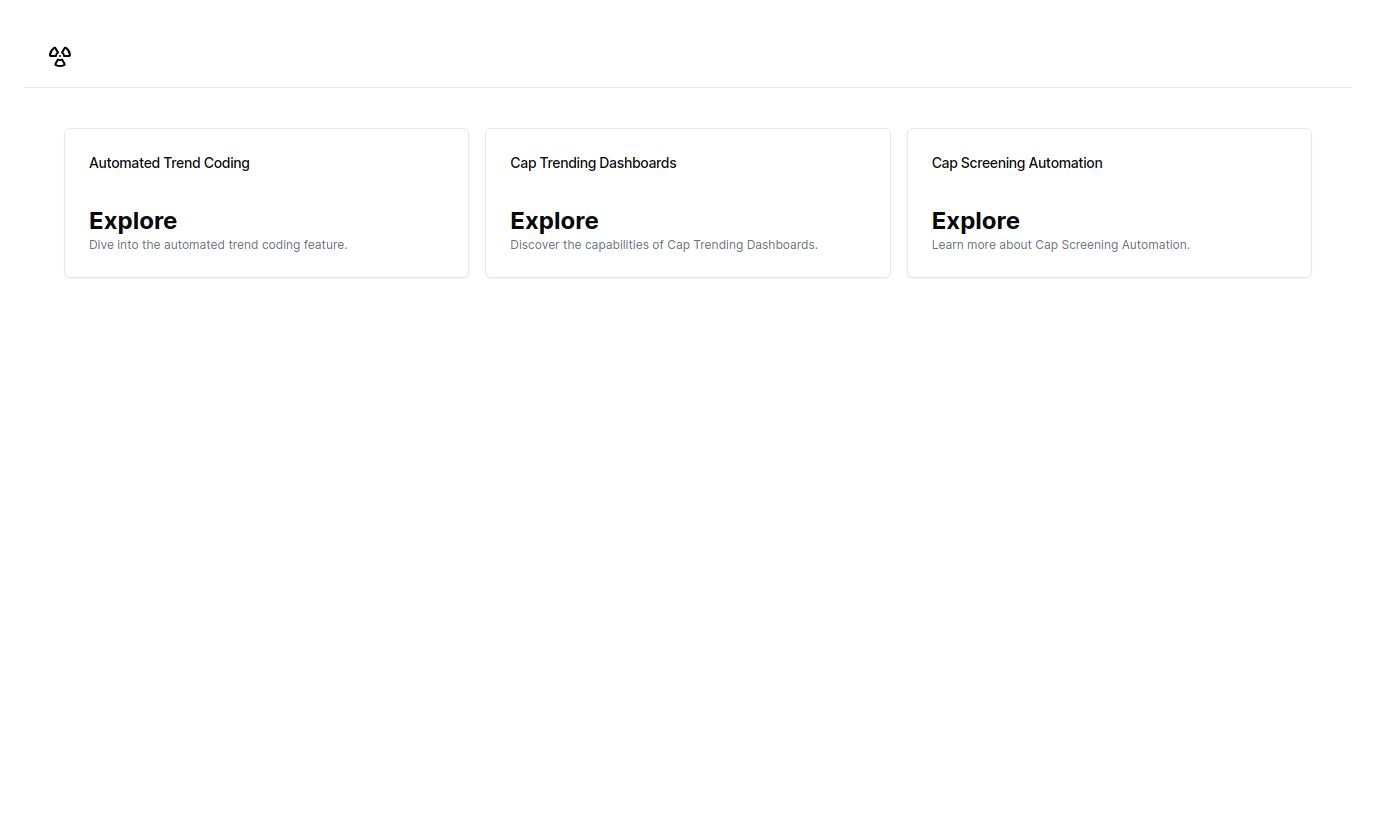 Automated Trend Coding
Explore
Dive into the automated trend coding feature.
Cap Trending Dashboards
Explore
Discover the capabilities of Cap Trending Dashboards.
Cap Screening Automation
Explore
Learn more about Cap Screening Automation.